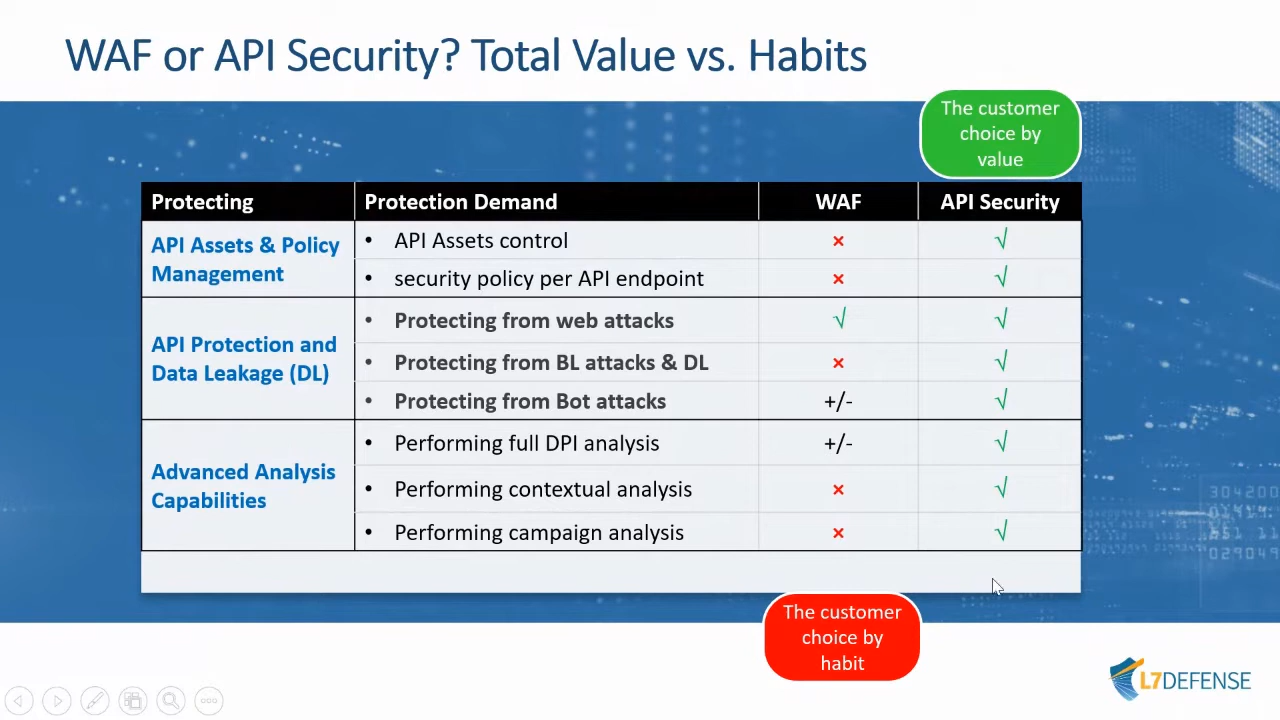 WAF or API Security? Total Value vs. Habits
The customer
choice by
value
Protecting
Protection Demand
WAF
API Security
API Assets & Policy
Management
• API Assets control
×
√
• security policy per API endpoint
×
√
API Protection and
Data Leakage (DL)
• Protecting from web attacks
√
√
• Protecting from BL attacks & DL
×
√
• Protecting from Bot attacks
+/-
√
Advanced Analysis
Capabilities
• Performing full DPI analysis
+/-
√
• Performing contextual analysis
×
√
• Performing campaign analysis
×
√
The customer
choice by
habit
L7DEFENSE